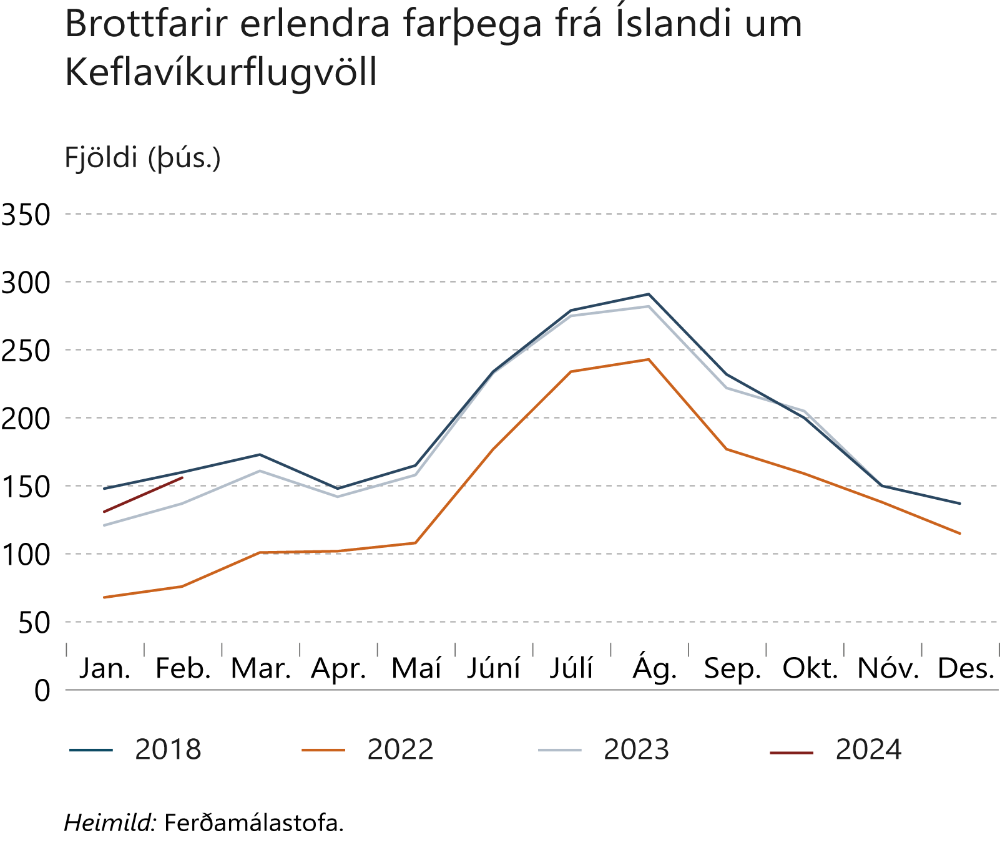 Brottfarir erlendra farþega frá Íslandi um
Keflavíkurflugvöll
Fjöldi (þús.)
350
300
250
200
150
100
50
0
Jan. Feb. Mar. Apr. Maí Júní Júlí Ág. Sep. Okt. Nóv. Des.
2018 2022 2023 2024
Heimild: Ferðamálastofa.